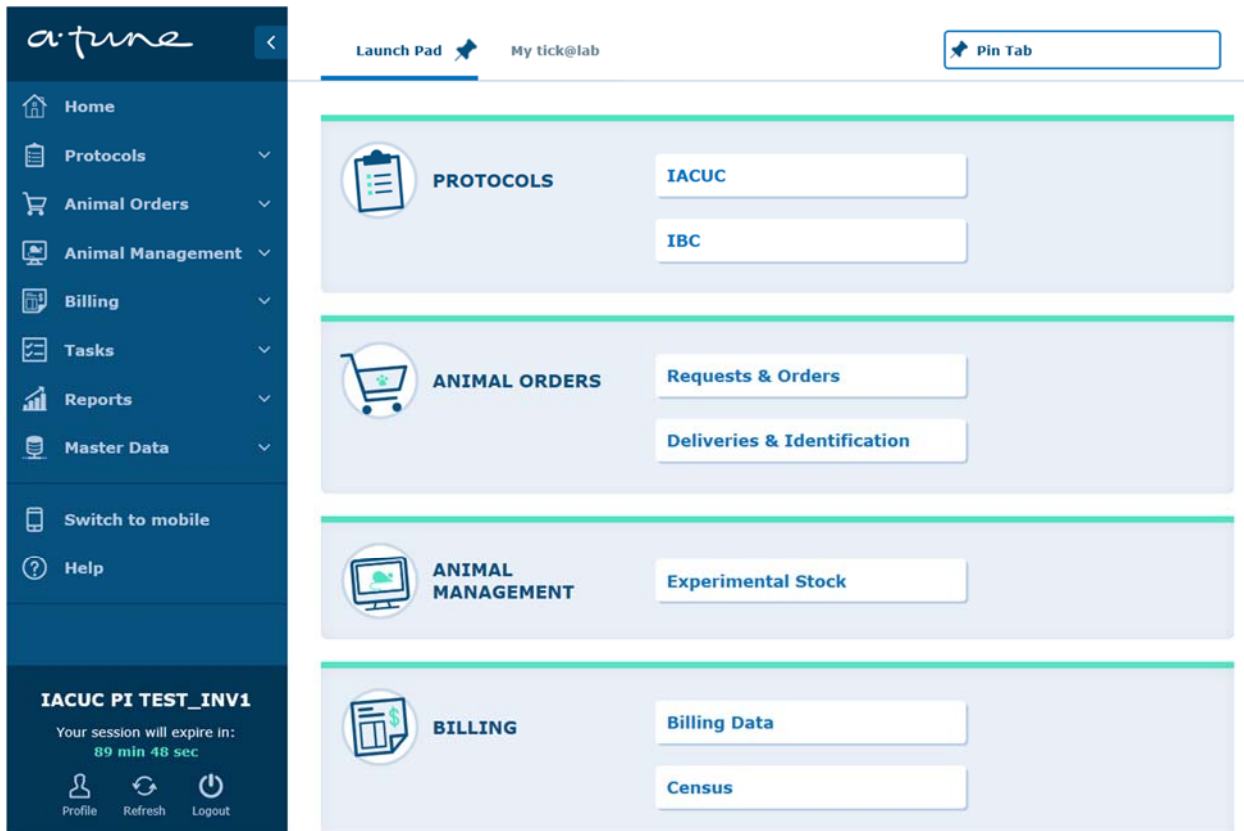 a·tune
Home
Protocols
Animal Orders
Animal Management
Billing
Tasks
Reports
Master Data
Switch to mobile
Help
IACUC PI TEST_INV1
Your session will expire in:
89 min 48 sec
Profile Refresh Logout
Launch Pad My tick@lab Pin Tab
PROTOCOLS
IACUC
IBC
ANIMAL ORDERS
Requests & Orders
Deliveries & Identification
ANIMAL
MANAGEMENT
Experimental Stock
BILLING
Billing Data
Census